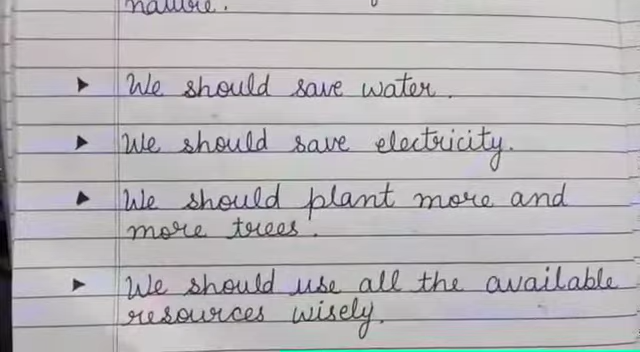 nature.
▶ We should save water.
▶ We should save electricity.
▶ We should plant more and
more trees.
▶ We should use all the available
resources wisely.